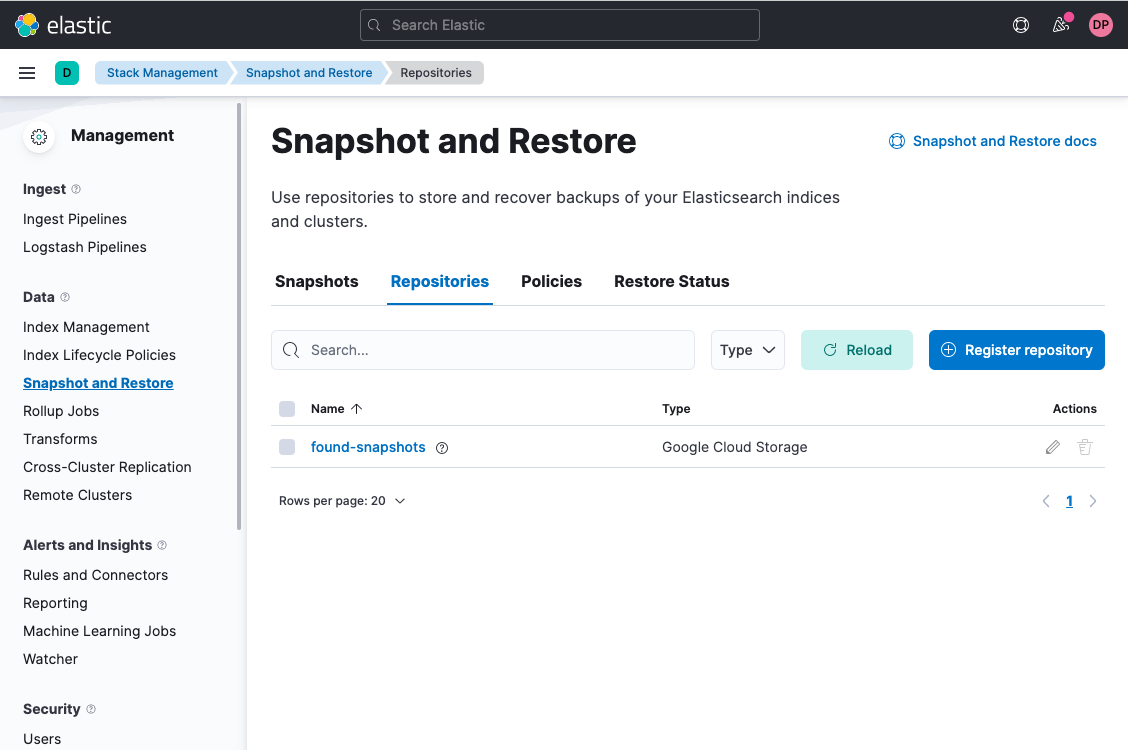 elastic
Search Elastic
DP
D
Stack Management
Snapshot and Restore
Repositories
Management
Ingest
Ingest Pipelines
Logstash Pipelines
Data
Index Management
Index Lifecycle Policies
Snapshot and Restore
Rollup Jobs
Transforms
Cross-Cluster Replication
Remote Clusters
Alerts and Insights
Rules and Connectors
Reporting
Machine Learning Jobs
Watcher
Security
Users
Snapshot and Restore
Snapshot and Restore docs
Use repositories to store and recover backups of your Elasticsearch indices
and clusters.
Snapshots
Repositories
Policies
Restore Status
Search...
Type
Reload
Register repository
Name
Type
Actions
found-snapshots
Google Cloud Storage
Rows per page: 20
1